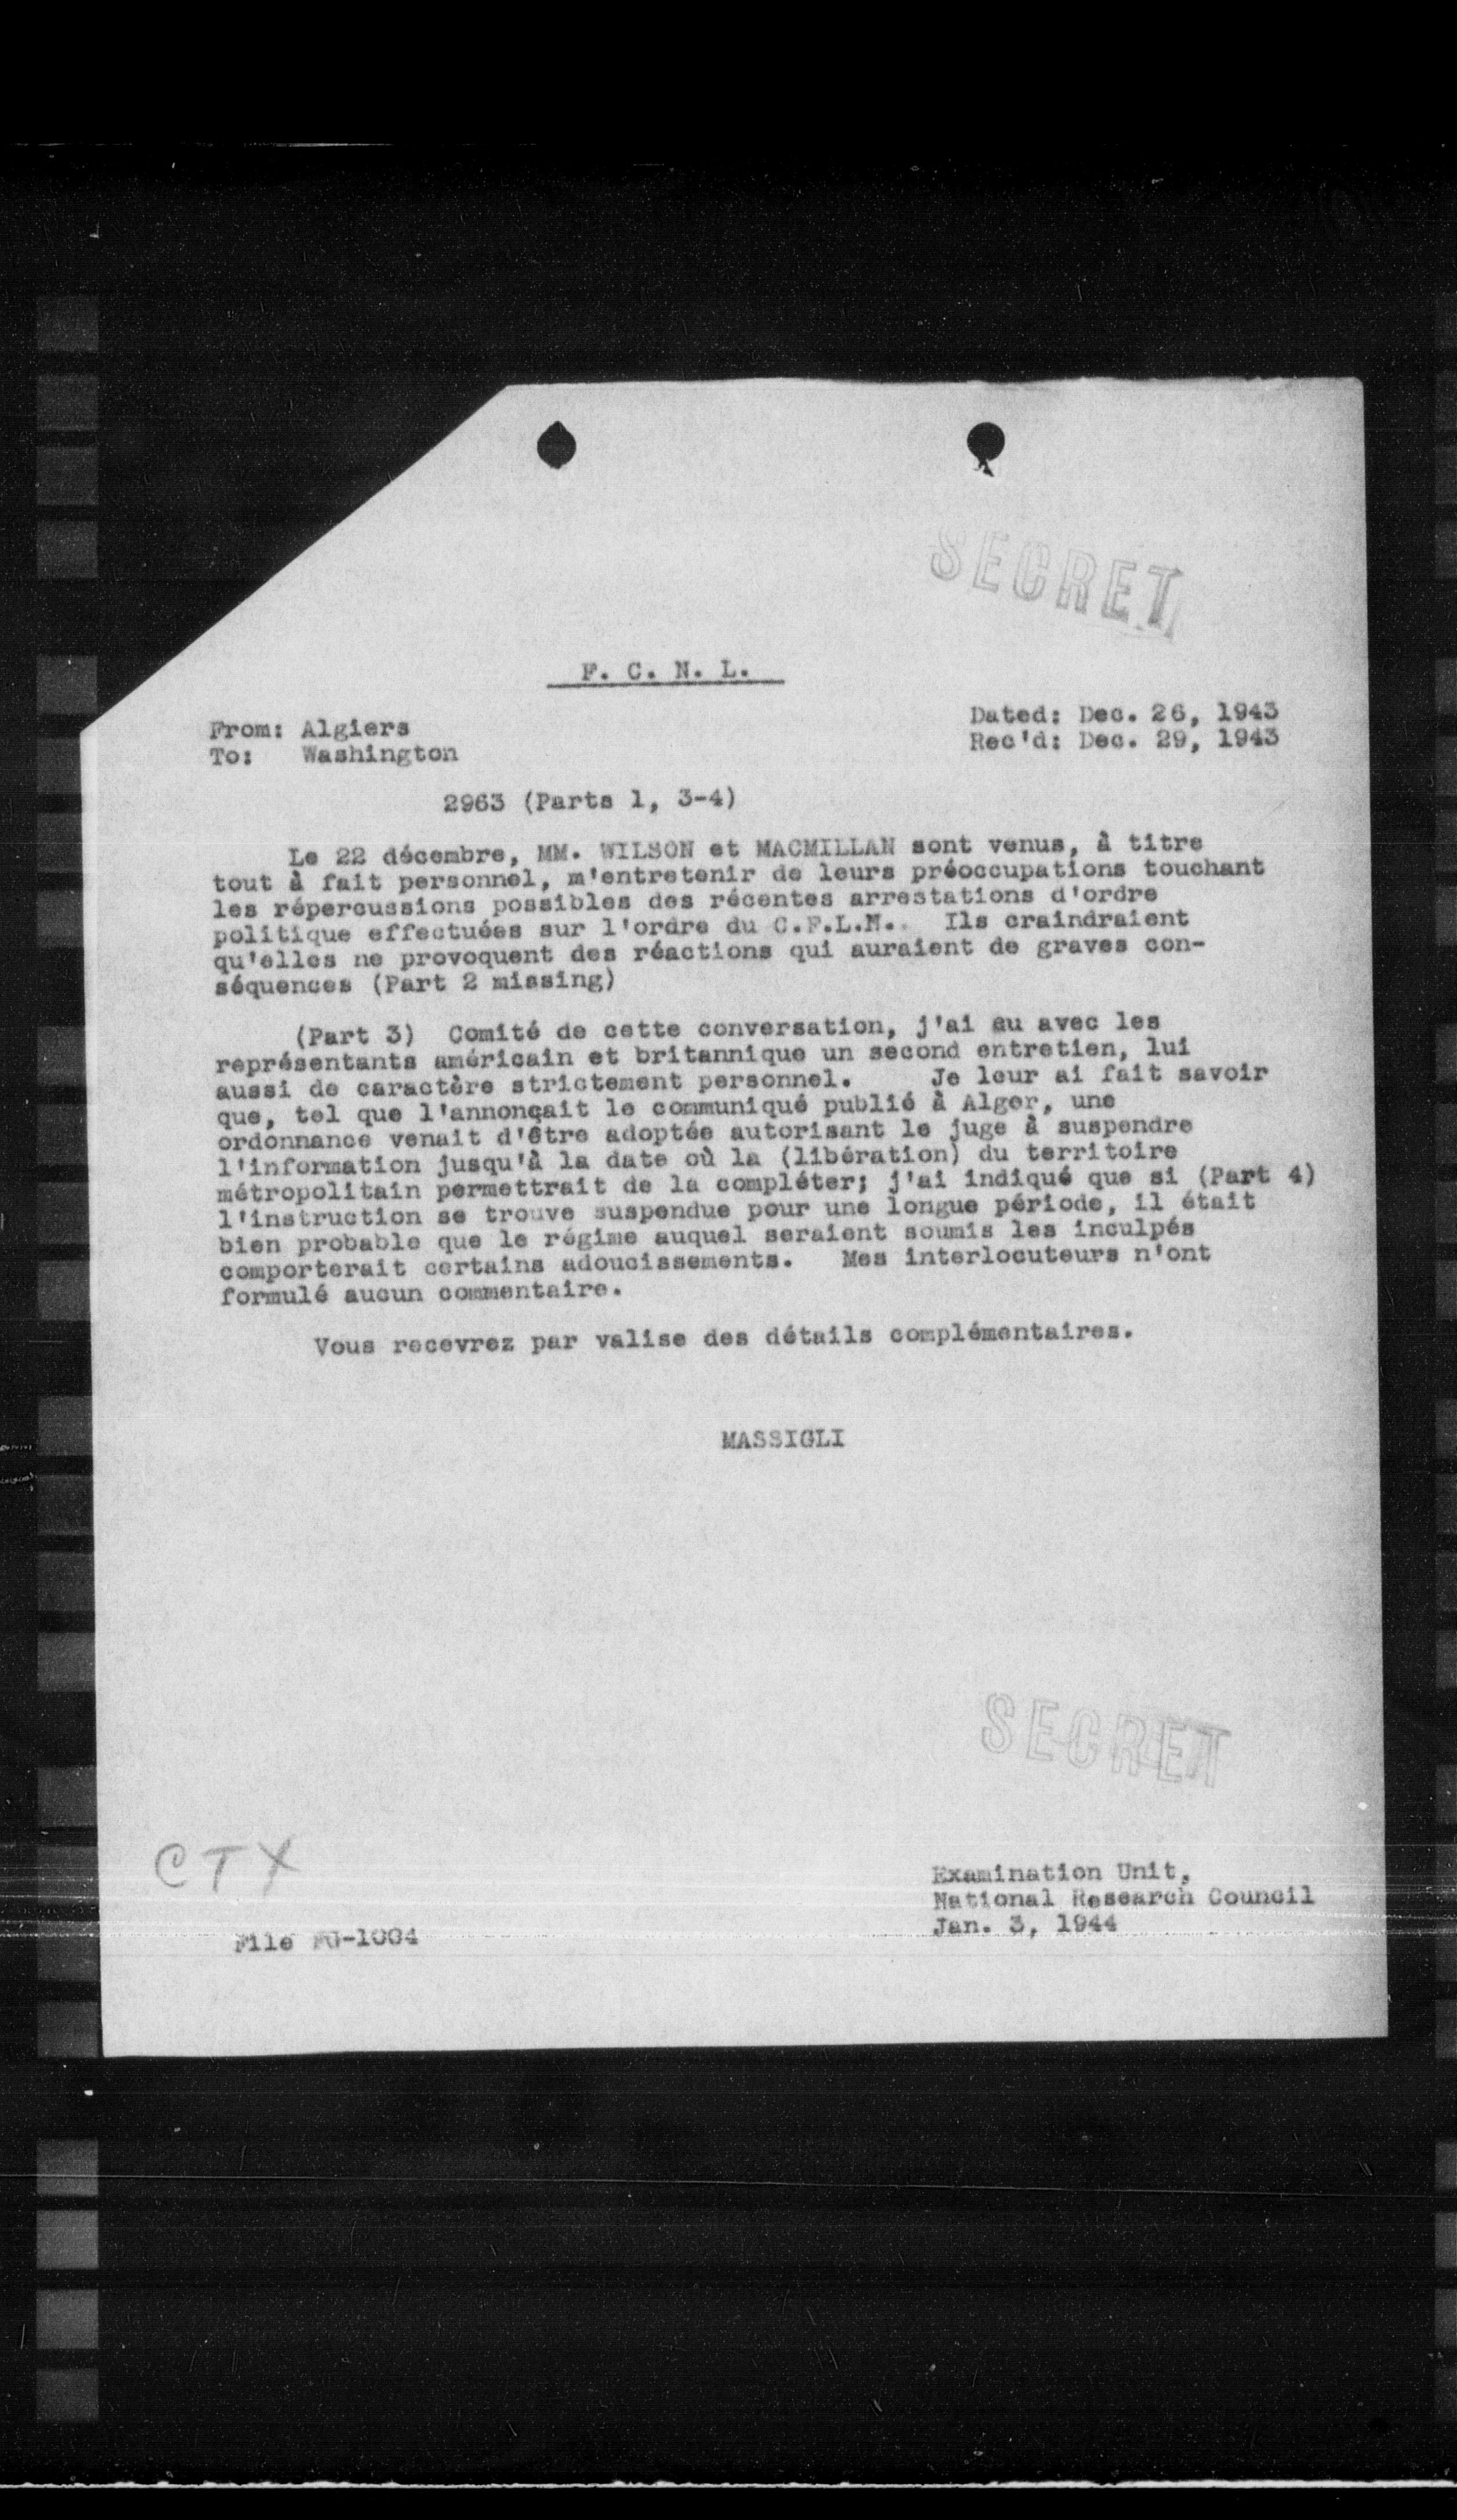 SECRET
F. C. N. L.
From: Algiers
To: Washington
Dated: Dec. 26, 1943
Rec'd: Dec. 29, 1943
2963 (Parts 1, 3-4)
Le 22 décembre, MM. WILSON et MACMILLAN sont venus, à titre
tout à fait personnel, m'entretenir de leurs préoccupations touchant
les répercussions possibles des récentes arrestations d'ordre
politique effectuées sur l'ordre du C.F.L.N.. Ils craindraient
qu'elles ne provoquent des réactions qui auraient de graves con-
séquences (Part 2 missing)
(Part 3) Comité de cette conversation, j'ai eu avec les
représentants américain et britannique un second entretien, lui
aussi de caractère strictement personnel. Je leur ai fait savoir
que, tel que l'annonçait le communiqué publié à Alger, une
ordonnance venait d'être adoptée autorisant le juge à suspendre
l'information jusqu'à la date où la (libération) du territoire
métropolitain permettrait de la compléter; j'ai indiqué que si (Part 4)
l'instruction se trouve suspendue pour une longue période, il était
bien probable que le régime auquel seraient soumis les inculpés
comporterait certains adoucissements. Mes interlocuteurs n'ont
formulé aucun commentaire.
Vous recevrez par valise des détails complémentaires.
MASSIGLI
SECRET
CTX
Examination Unit,
National Research Council
Jan. 3, 1944
File FG-1004